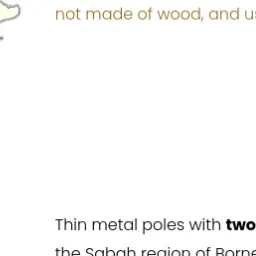 not made of wood, and us
Thin metal poles with two
the Sabah region of Borne